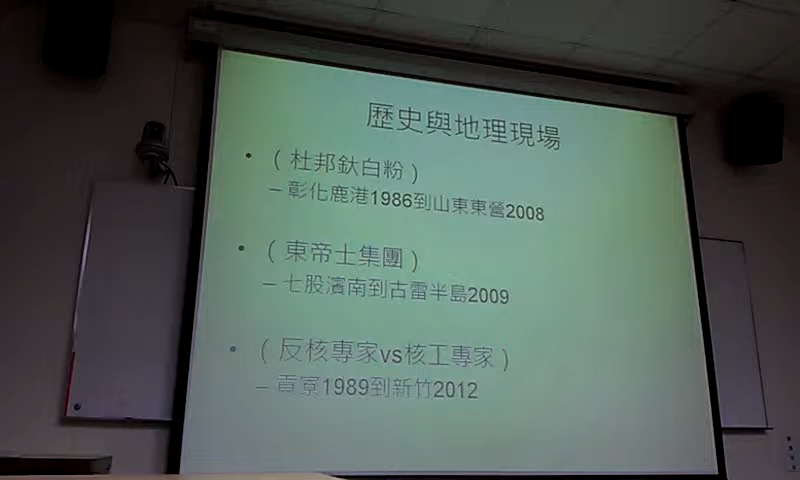 歷史與地理現場
• （杜邦鈦白粉）
– 彰化鹿港1986到山東東營2008
• （東帝士集團）
– 七股濱南到古雷半島2009
• （反核專家vs核工專家）
– 貢寮1989到新竹2012